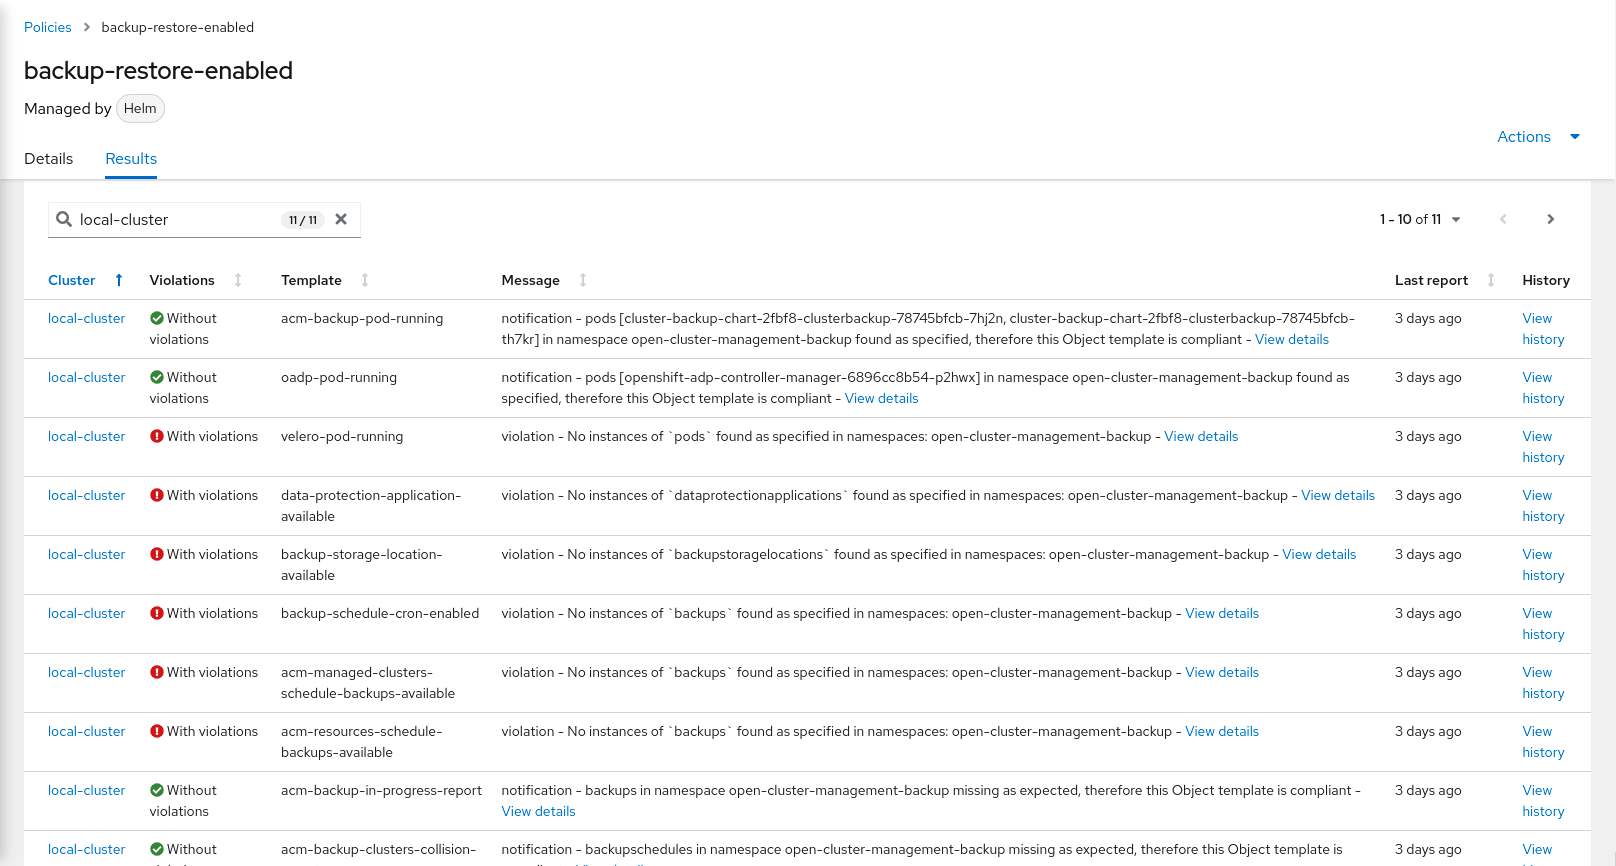 Policies > backup-restore-enabled
backup-restore-enabled
Managed by Helm
Actions
Details Results
local-cluster 11 / 11 1 - 10 of 11
Cluster Violations Template Message Last report History
local-cluster Without acm-backup-pod-running notification - pods [cluster-backup-chart-2fbf8-clusterbackup-78745bfcb-7hj2n, cluster-backup-chart-2fbf8-clusterbackup-78745bfcb- 3 days ago View
violations th7kr] in namespace open-cluster-management-backup found as specified, therefore this Object template is compliant - View details history
local-cluster Without oadp-pod-running notification - pods [openshift-adp-controller-manager-6896cc8b54-p2hwx] in namespace open-cluster-management-backup found as 3 days ago View
violations specified, therefore this Object template is compliant - View details history
local-cluster With violations velero-pod-running violation - No instances of `pods` found as specified in namespaces: open-cluster-management-backup - View details 3 days ago View
history
local-cluster With violations data-protection-application- violation - No instances of `dataprotectionapplications` found as specified in namespaces: open-cluster-management-backup - View details 3 days ago View
available history
local-cluster With violations backup-storage-location- violation - No instances of `backupstoragelocations` found as specified in namespaces: open-cluster-management-backup - View details 3 days ago View
available history
local-cluster With violations backup-schedule-cron-enabled violation - No instances of `backups` found as specified in namespaces: open-cluster-management-backup - View details 3 days ago View
history
local-cluster With violations acm-managed-clusters- violation - No instances of `backups` found as specified in namespaces: open-cluster-management-backup - View details 3 days ago View
schedule-backups-available history
local-cluster With violations acm-resources-schedule- violation - No instances of `backups` found as specified in namespaces: open-cluster-management-backup - View details 3 days ago View
backups-available history
local-cluster Without acm-backup-in-progress-report notification - backups in namespace open-cluster-management-backup missing as expected, therefore this Object template is compliant - 3 days ago View
violations View details history
local-cluster Without acm-backup-clusters-collision- notification - backupschedules in namespace open-cluster-management-backup missing as expected, therefore this Object template is 3 days ago View